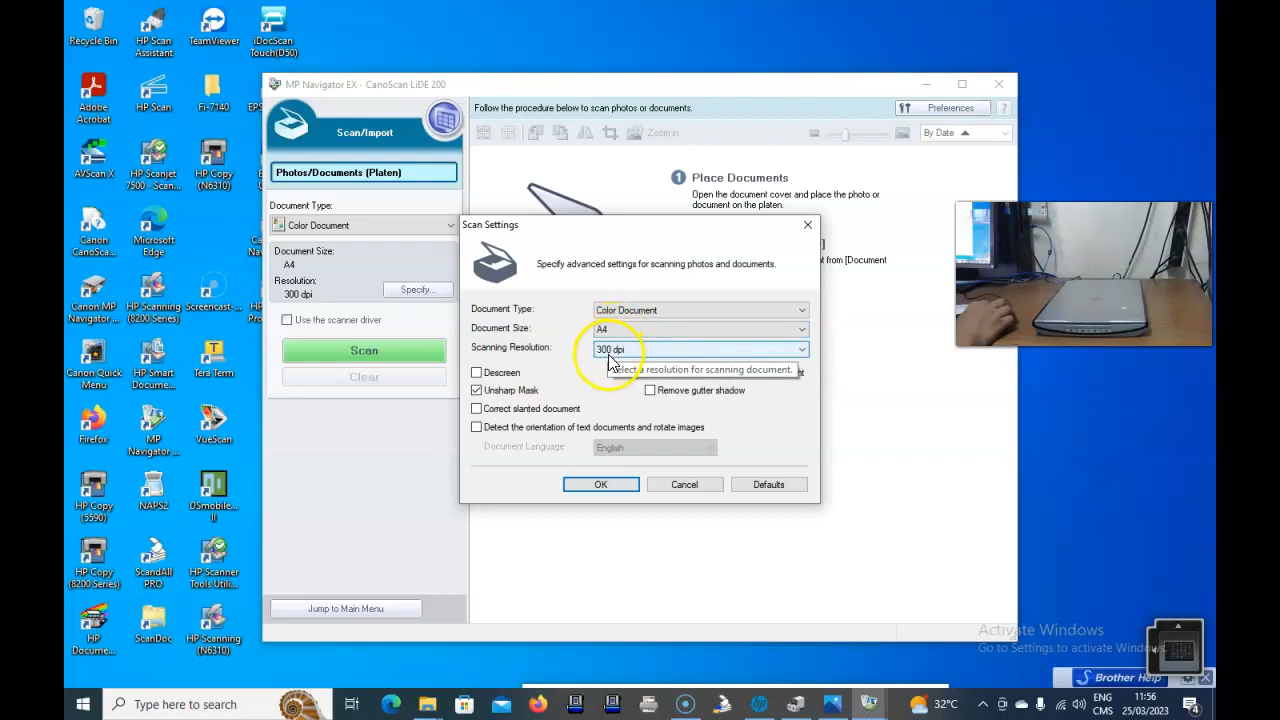 Recycle Bin
HP Scan
Assistant
TeamViewer
iDocScan
Touch(D50)
Adobe
Acrobat
HP Scan
Fi-7140
EPS
AVScan X
HP Scanjet
7500 - Scan...
HP Copy
(N6310)
Canon
CanoScan...
Microsoft
Edge
Canon MP
Navigator ...
HP Scanning
(8200 Series)
Screencast-...
Canon Quick
Menu
HP Smart
Docume...
Tera Term
Firefox
MP
Navigator ...
VueScan
HP Copy
(5590)
NAPS2
DSmobile...
II
HP Copy
(8200 Series)
ScandAll
PRO
HP Scanner
Tools Utili...
HP
Docume...
ScanDoc
HP Scanning
(N6310)
MP Navigator EX - CanoScan LiDE 200
Scan/Import
Photos/Documents (Platen)
Document Type:
Color Document
Document Size:
A4
Resolution:
300 dpi
Specify...
Use the scanner driver
Scan
Clear
Jump to Main Menu
Follow the procedure below to scan photos or documents.
Preferences
?
Zoom in
By Date
1 Place Documents
Open the document cover and place the photo or
document on the platen.
nt from [Document
Scan Settings
Specify advanced settings for scanning photos and documents.
Document Type:
Color Document
Document Size:
A4
Scanning Resolution:
300 dpi
Select a resolution for scanning document.
Descreen
Unsharp Mask
Remove gutter shadow
Correct slanted document
Detect the orientation of text documents and rotate images
Document Language
English
OK
Cancel
Defaults
Activate Windows
Go to Settings to activate Windows.
Brother Help
Type here to search
32°C
ENG
CMS
11:56
25/03/2023
4